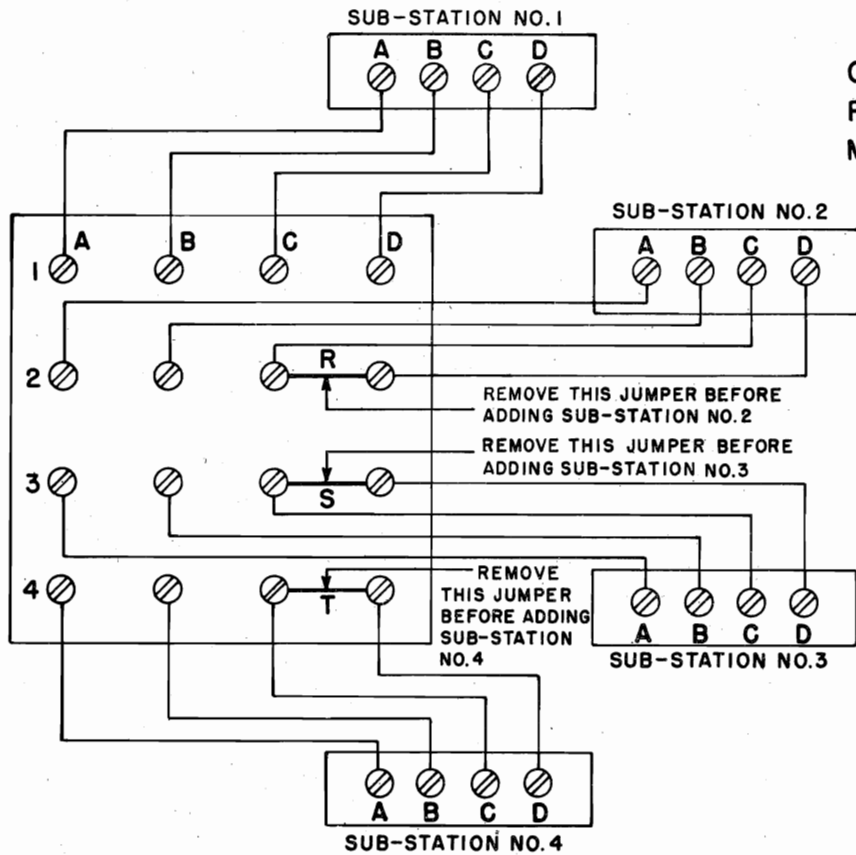 SUB-STATION NO.1
A B C D
SUB-STATION NO.2
A B C D
A B C D
1
2
R
REMOVE THIS JUMPER BEFORE
ADDING SUB-STATION NO.2
REMOVE THIS JUMPER BEFORE
ADDING SUB-STATION NO.3
3
S
4
T
REMOVE
THIS JUMPER
BEFORE ADDING
SUB-STATION
NO.4
A B C D
SUB-STATION NO.3
A B C D
SUB-STATION NO.4